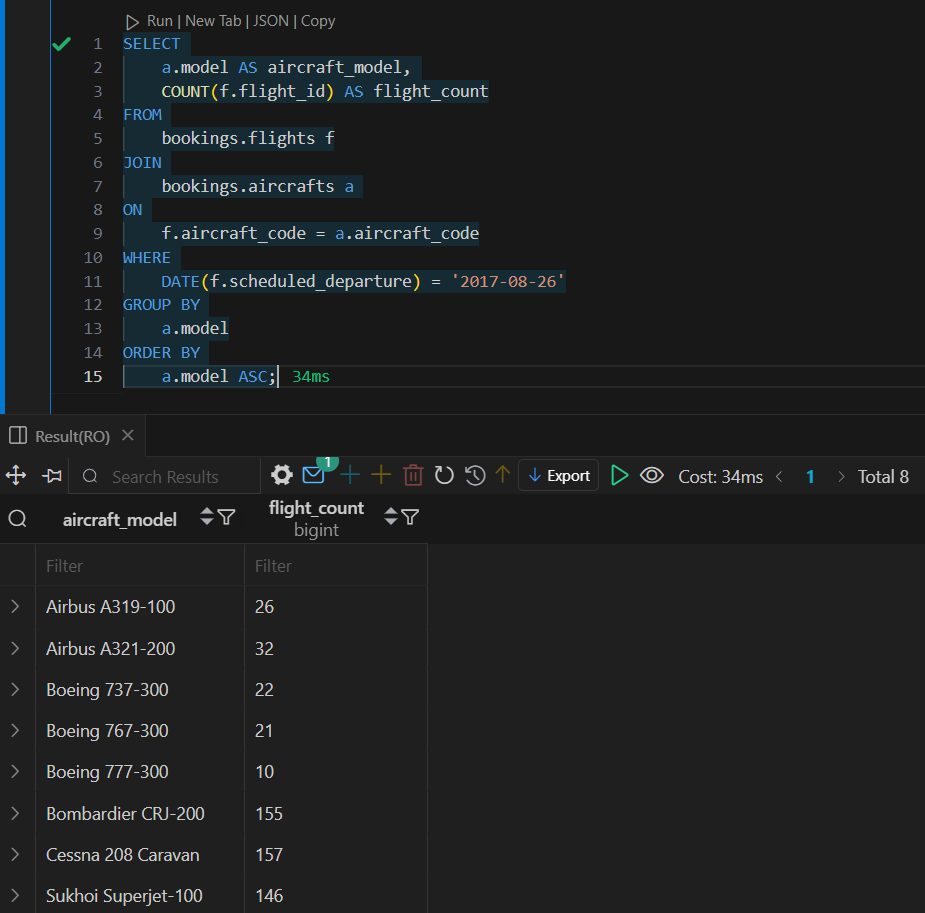 Run | New Tab | JSON | Copy
1 SELECT
2 a.model AS aircraft_model,
3 COUNT(f.flight_id) AS flight_count
4 FROM
5 bookings.flights f
6 JOIN
7 bookings.aircrafts a
8 ON
9 f.aircraft_code = a.aircraft_code
10 WHERE
11 DATE(f.scheduled_departure) = '2017-08-26'
12 GROUP BY
13 a.model
14 ORDER BY
15 a.model ASC; 34ms
Result(RO)
Search Results 1 Export Cost: 34ms 1 Total 8
aircraft_model flight_count
bigint
Filter Filter
Airbus A319-100 26
Airbus A321-200 32
Boeing 737-300 22
Boeing 767-300 21
Boeing 777-300 10
Bombardier CRJ-200 155
Cessna 208 Caravan 157
Sukhoi Superjet-100 146